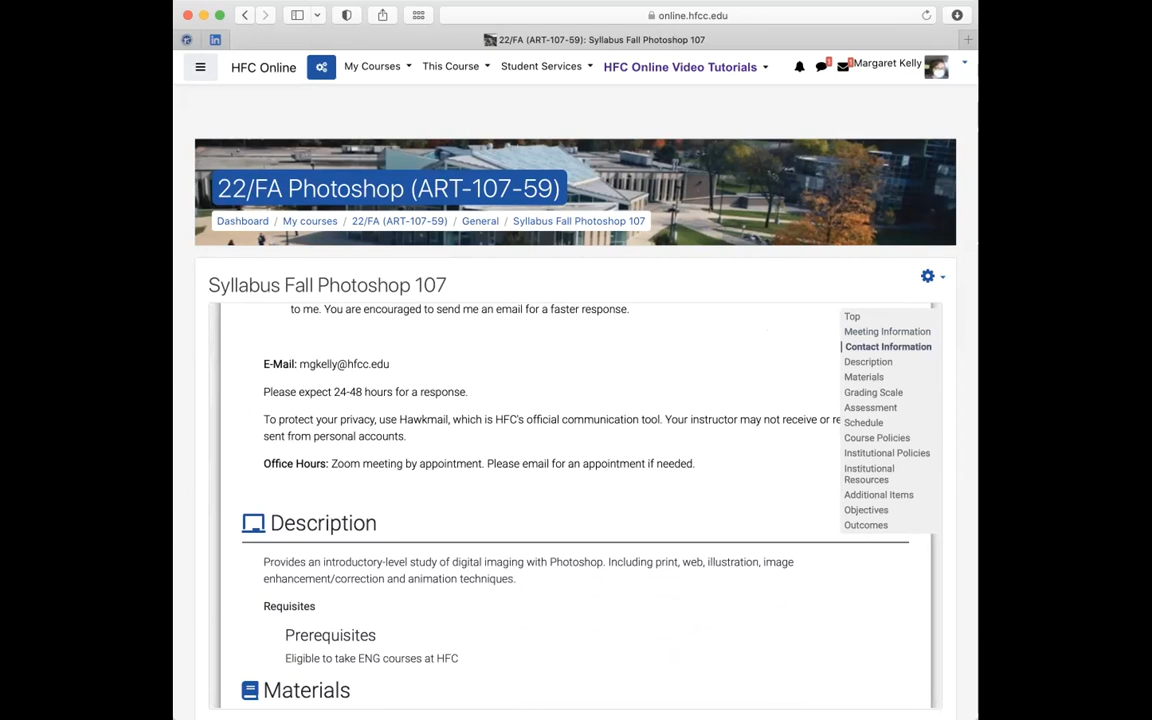 online.hfcc.edu
22/FA (ART-107-59): Syllabus Fall Photoshop 107
HFC Online
My Courses
This Course
Student Services
HFC Online Video Tutorials
1
1
Margaret Kelly
22/FA Photoshop (ART-107-59)
Dashboard / My courses / 22/FA (ART-107-59) / General / Syllabus Fall Photoshop 107
Syllabus Fall Photoshop 107
to me. You are encouraged to send me an email for a faster response.
E-Mail: mgkelly@hfcc.edu
Please expect 24-48 hours for a response.
To protect your privacy, use Hawkmail, which is HFC's official communication tool. Your instructor may not receive or re
sent from personal accounts.
Office Hours: Zoom meeting by appointment. Please email for an appointment if needed.
Description
Provides an introductory-level study of digital imaging with Photoshop. Including print, web, illustration, image
enhancement/correction and animation techniques.
Requisites
Prerequisites
Eligible to take ENG courses at HFC
Materials
Top
Meeting Information
Contact Information
Description
Materials
Grading Scale
Assessment
Schedule
Course Policies
Institutional Policies
Institutional
Resources
Additional Items
Objectives
Outcomes